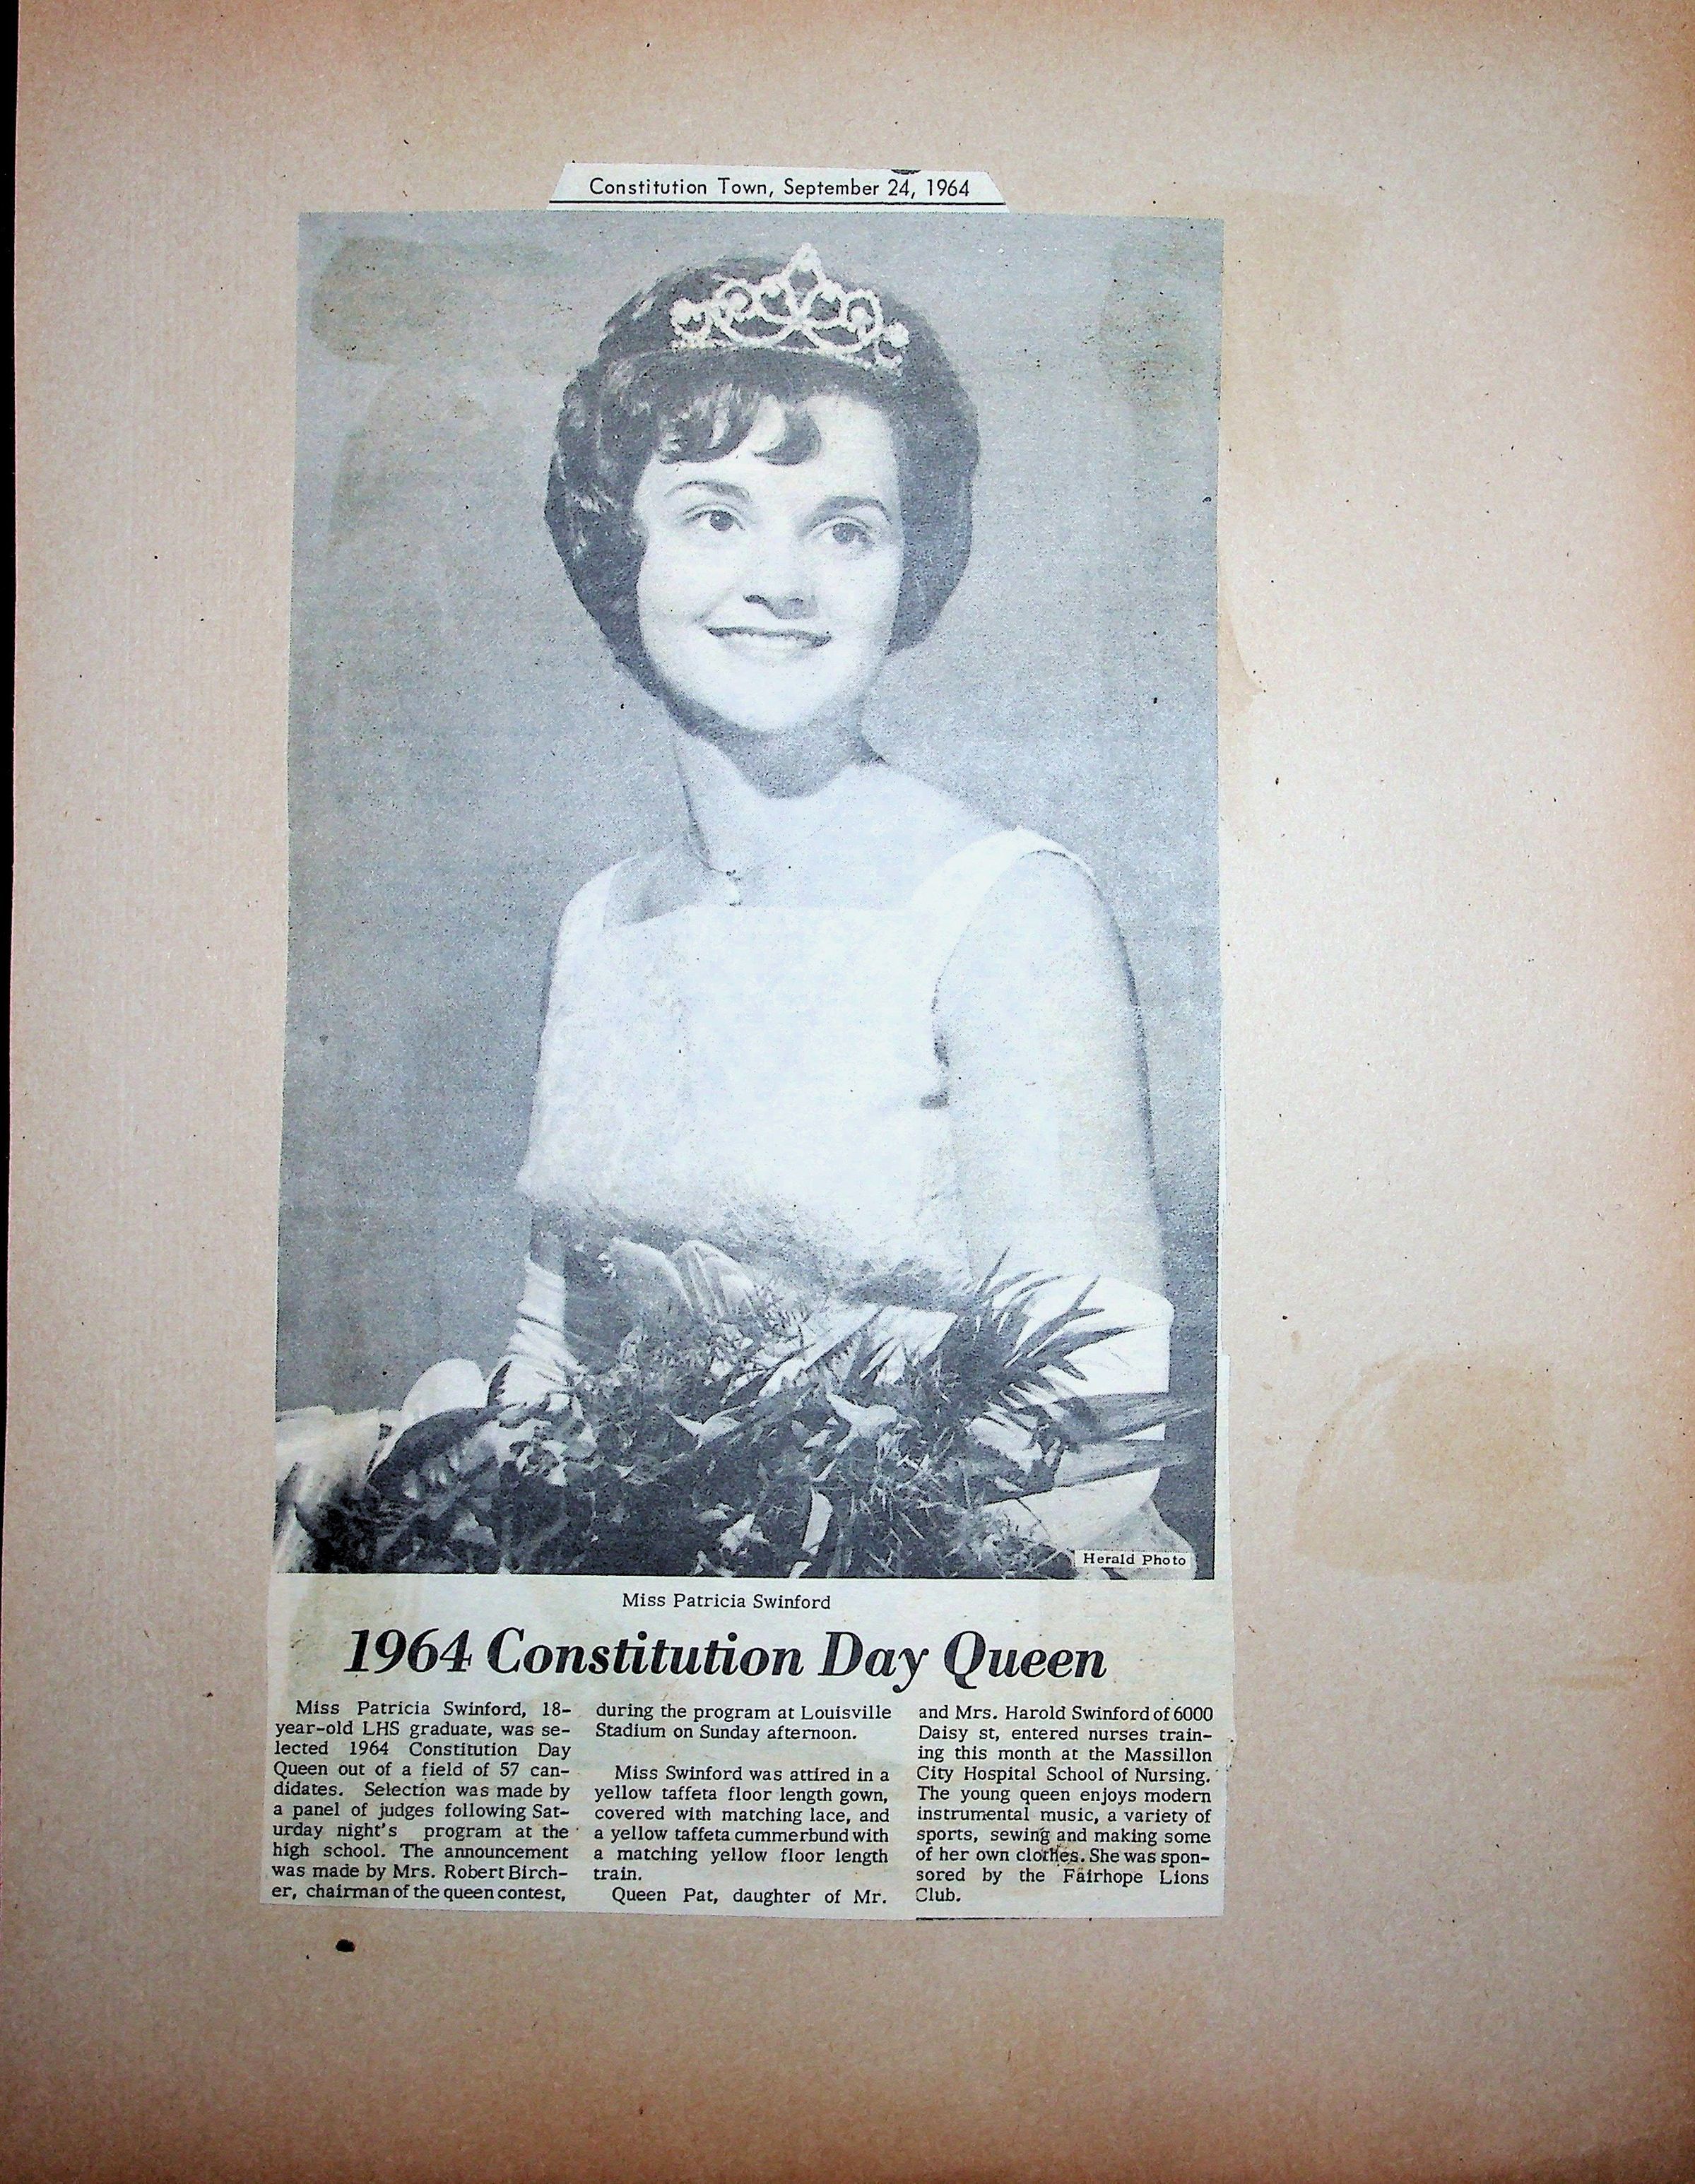 Constitution Town, September 24, 1964
Herald Photo
Miss Patricia Swinford
1964 Constitution Day Queen
Miss Patricia Swinford, 18-
year-old LHS graduate, was se-
lected 1964 Constitution Day
Queen out of a field of 57 can-
didates. Selection was made by
a panel of judges following Sat-
urday night's program at the
high school. The announcement
was made by Mrs. Robert Birch-
er, chairman of the queen contest,
during the program at Louisville
Stadium on Sunday afternoon.
Miss Swinford was attired in a
yellow taffeta floor length gown,
covered with matching lace, and
a yellow taffeta cummerbund with
a matching yellow floor length
train.
Queen Pat, daughter of Mr.
and Mrs. Harold Swinford of 6000
Daisy st, entered nurses train-
ing this month at the Massillon
City Hospital School of Nursing.
The young queen enjoys modern
instrumental music, a variety of
sports, sewing and making some
of her own clothes. She was spon-
sored by the Fairhope Lions
Club.